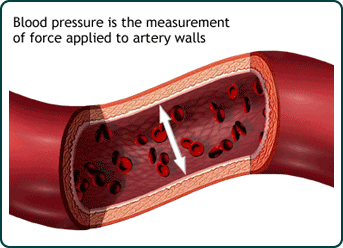 Blood pressure is the measurement
of force applied to artery walls